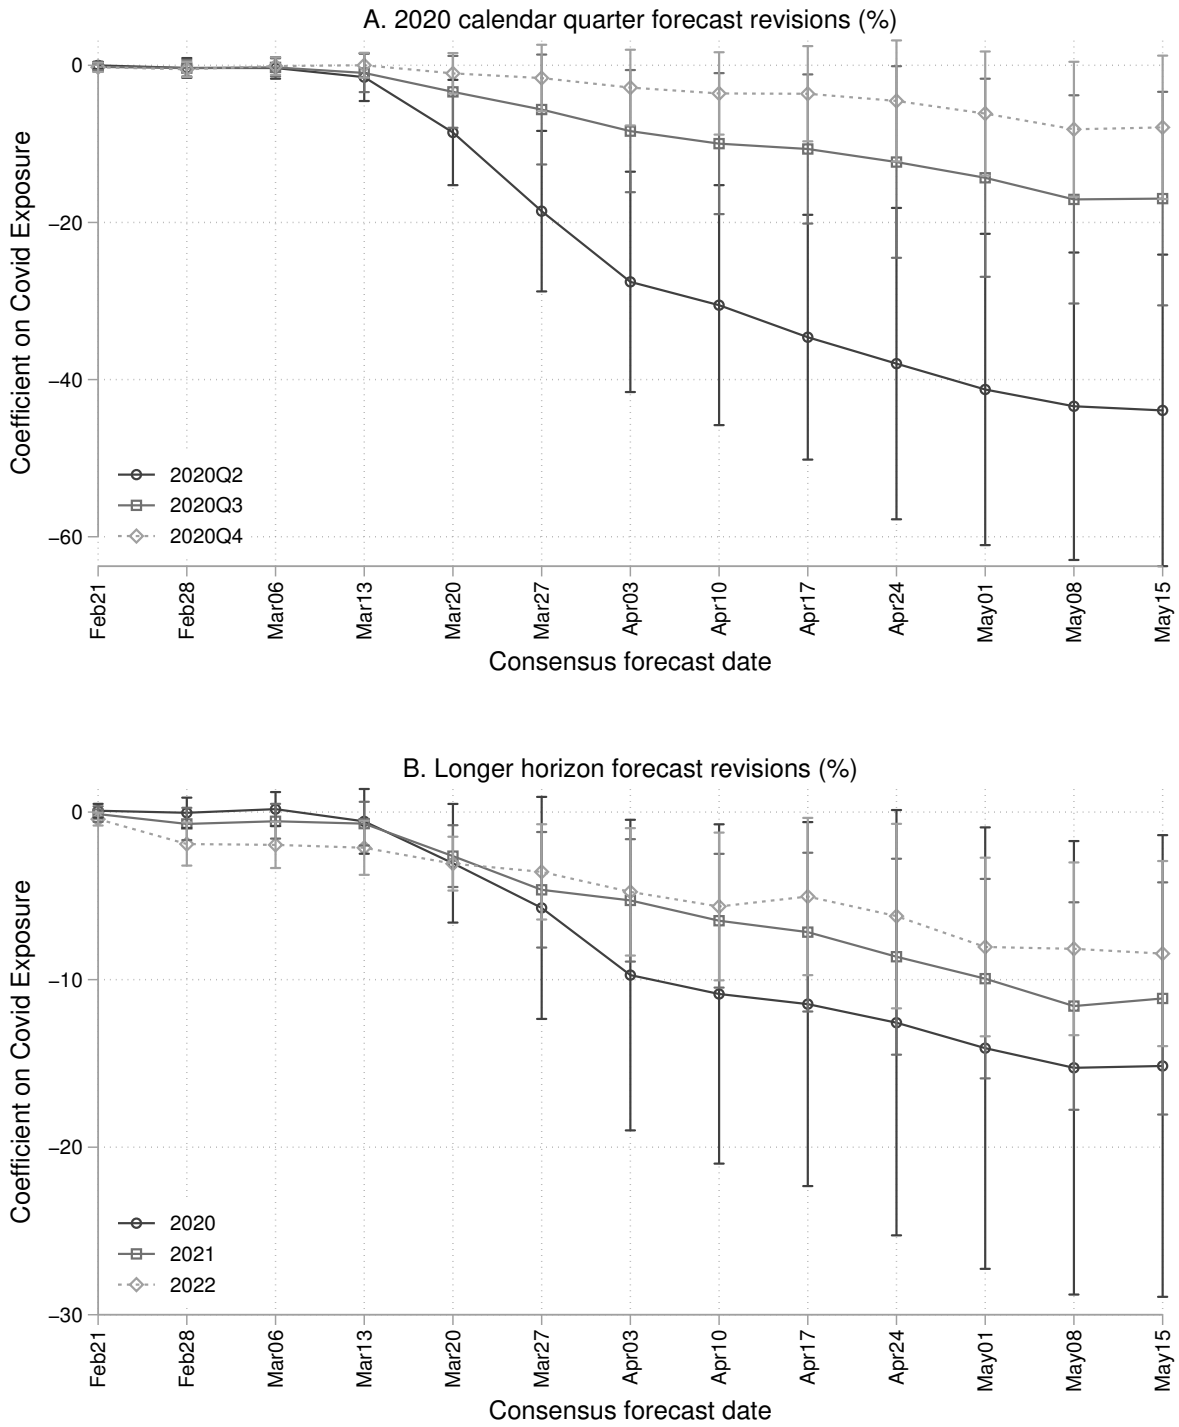 A. 2020 calendar quarter forecast revisions (%)
Coefficient on Covid Exposure
0
−20
−40
−60
2020Q2
2020Q3
2020Q4
Feb21
Feb28
Mar06
Mar13
Mar20
Mar27
Apr03
Apr10
Apr17
Apr24
May01
May08
May15
Consensus forecast date
B. Longer horizon forecast revisions (%)
Coefficient on Covid Exposure
0
−10
−20
−30
2020
2021
2022
Feb21
Feb28
Mar06
Mar13
Mar20
Mar27
Apr03
Apr10
Apr17
Apr24
May01
May08
May15
Consensus forecast date